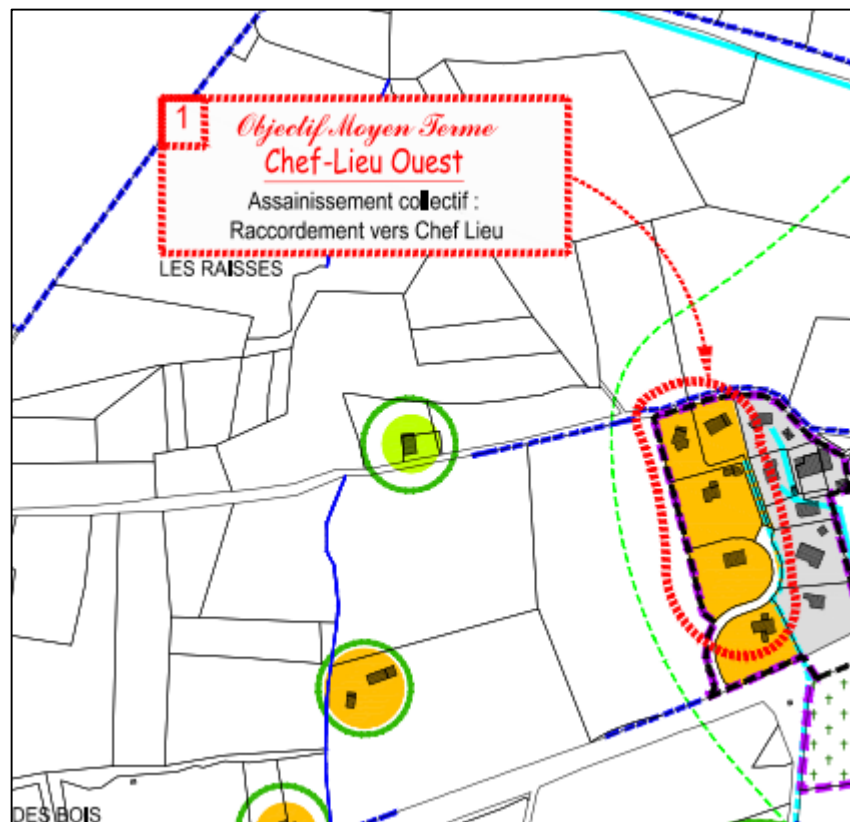 1
Objectif Moyen Terme
Chef-Lieu Ouest
Assainissement collectif :
Raccordement vers Chef Lieu
LES RAISSES
DES BOIS